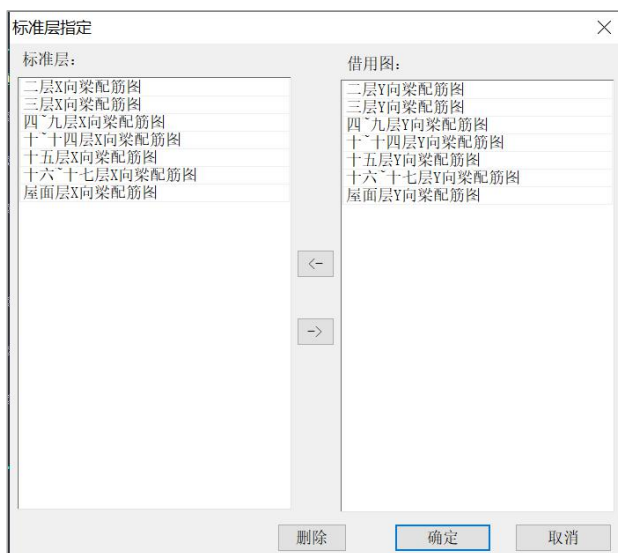 标准层指定
标准层:
二层X向梁配筋图
三层X向梁配筋图
四~九层X向梁配筋图
十~十四层X向梁配筋图
十五层X向梁配筋图
十六~十七层X向梁配筋图
屋面层X向梁配筋图
<-
->
借用图:
二层Y向梁配筋图
三层Y向梁配筋图
四~九层Y向梁配筋图
十~十四层Y向梁配筋图
十五层Y向梁配筋图
十六~十七层Y向梁配筋图
屋面层Y向梁配筋图
删除
确定
取消